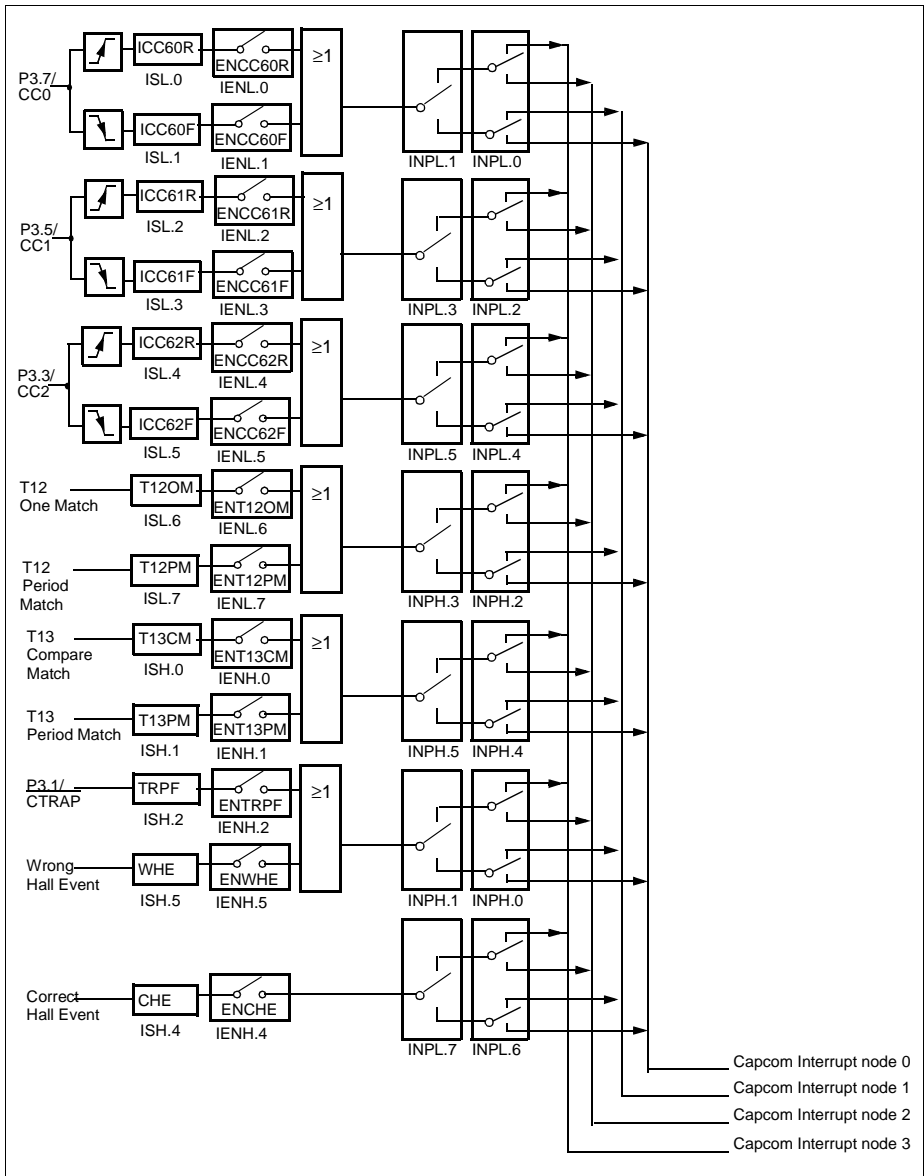 P3.7/
CC0
ICC60R
ISL.0
ENCC60R
IENL.0
ICC60F
ISL.1
ENCC60F
IENL.1
≥1
INPL.1
INPL.0
P3.5/
CC1
ICC61R
ISL.2
ENCC61R
IENL.2
ICC61F
ISL.3
ENCC61F
IENL.3
≥1
INPL.3
INPL.2
P3.3/
CC2
ICC62R
ISL.4
ENCC62R
IENL.4
ICC62F
ISL.5
ENCC62F
IENL.5
≥1
INPL.5
INPL.4
T12
One Match
T12OM
ISL.6
ENT12OM
IENL.6
T12
Period
Match
T12PM
ISL.7
ENT12PM
IENL.7
≥1
INPH.3
INPH.2
T13
Compare
Match
T13CM
ISH.0
ENT13CM
IENH.0
T13
Period Match
T13PM
ISH.1
ENT13PM
IENH.1
≥1
INPH.5
INPH.4
P3.1/
CTRAP
TRPF
ISH.2
ENTRPF
IENH.2
Wrong
Hall Event
WHE
ISH.5
ENWHE
IENH.5
≥1
INPH.1
INPH.0
Correct
Hall Event
CHE
ISH.4
ENCHE
IENH.4
INPL.7
INPL.6
Capcom Interrupt node 0
Capcom Interrupt node 1
Capcom Interrupt node 2
Capcom Interrupt node 3